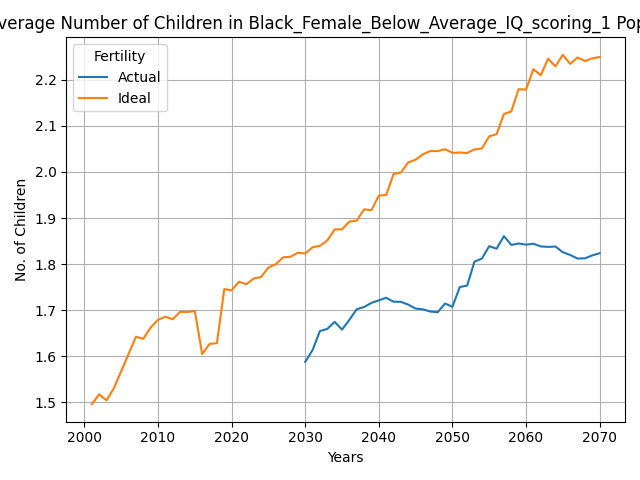 verage Number of Children in Black_Female_Below_Average_IQ_scoring_1 Pop
Fertility
Actual
Ideal
No. of Children
2.2
2.1
2.0
1.9
1.8
1.7
1.6
1.5
2000 2010 2020 2030 2040 2050 2060 2070
Years